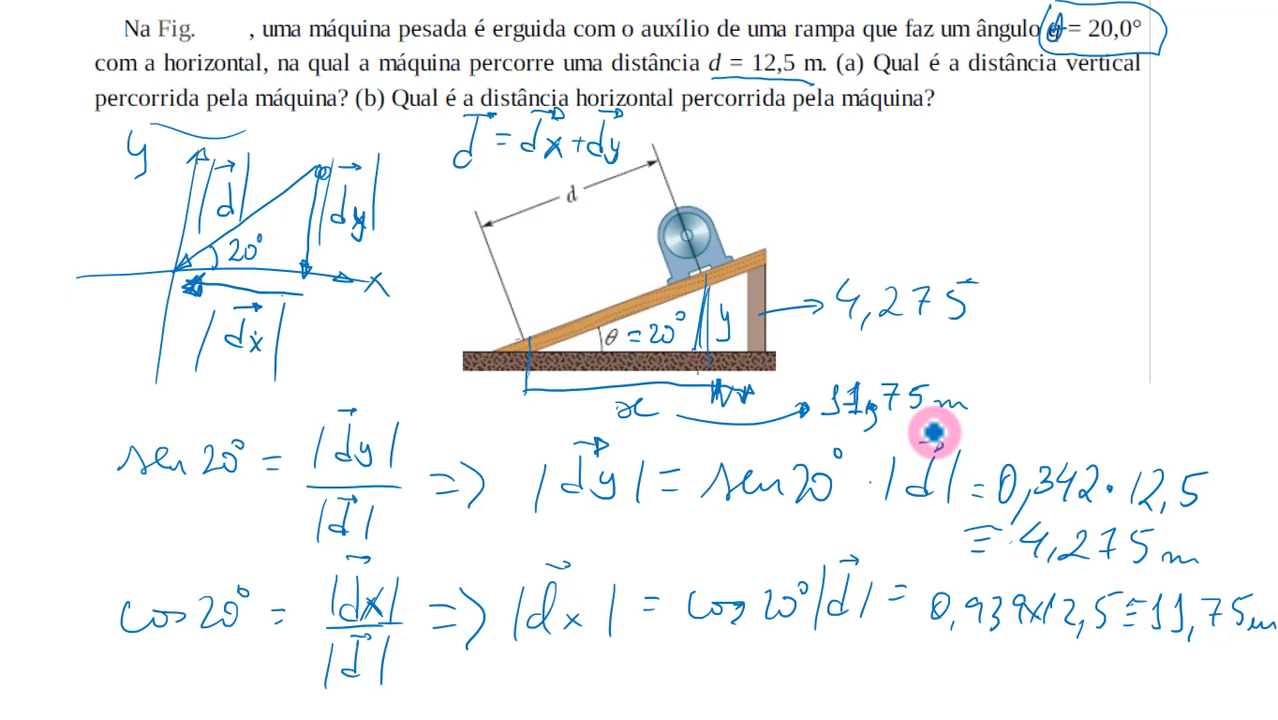 Na Fig. , uma máquina pesada é erguida com o auxílio de uma rampa que faz um ângulo θ = 20,0°
com a horizontal, na qual a máquina percorre uma distância d = 12,5 m. (a) Qual é a distância vertical
percorrida pela máquina? (b) Qual é a distância horizontal percorrida pela máquina?
y
d⃗ = d⃗x + d⃗y
|d⃗|
|d⃗y|
20°
x
|d⃗x|
d
θ = 20°
y
4,275
x
11,75 m
sen 20° = |d⃗y| / |d⃗| => |d⃗y| = sen 20° · |d⃗| = 0,342 · 12,5
= 4,275 m
cos 20° = |d⃗x| / |d⃗| => |d⃗x| = cos 20° |d⃗| = 0,939x12,5 = 11,75 m